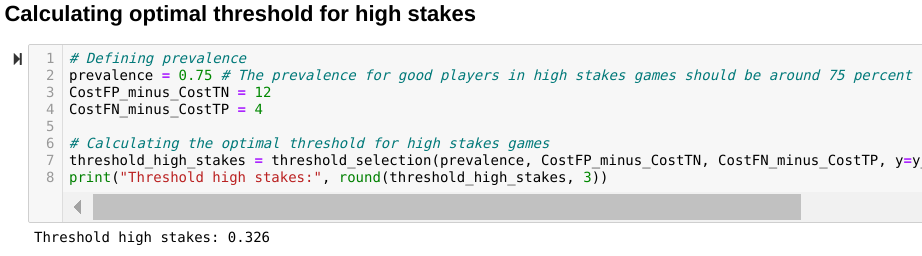 Calculating optimal threshold for high stakes
1 # Defining prevalence
2 prevalence = 0.75 # The prevalence for good players in high stakes games should be around 75 percent
3 CostFP_minus_CostTN = 12
4 CostFN_minus_CostTP = 4
5
6 # Calculating the optimal threshold for high stakes games
7 threshold_high_stakes = threshold_selection(prevalence, CostFP_minus_CostTN, CostFN_minus_CostTP, y=y_
8 print("Threshold high stakes:", round(threshold_high_stakes, 3))
Threshold high stakes: 0.326